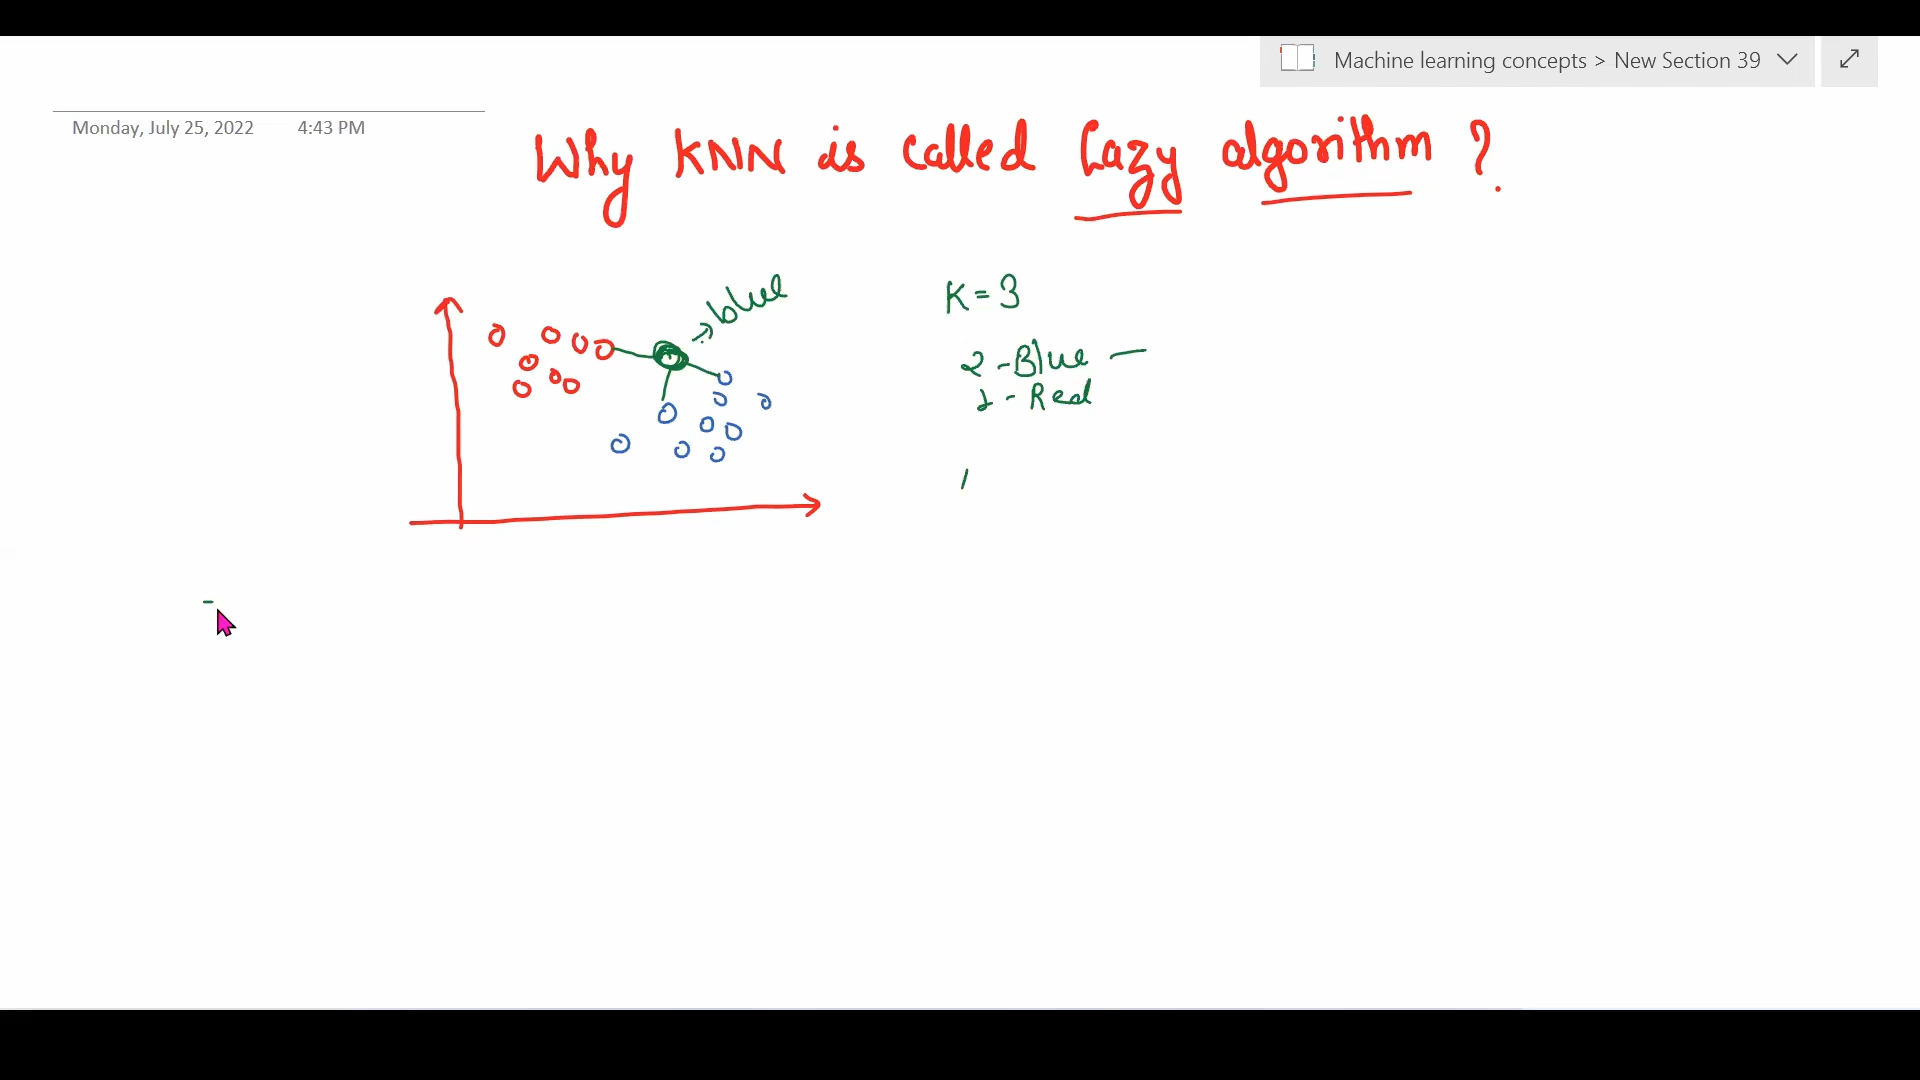 Machine learning concepts > New Section 39
Monday, July 25, 2022 4:43 PM
Why KNN is called Lazy algorithm ?
blue
K = 3
2 - Blue
1 - Red